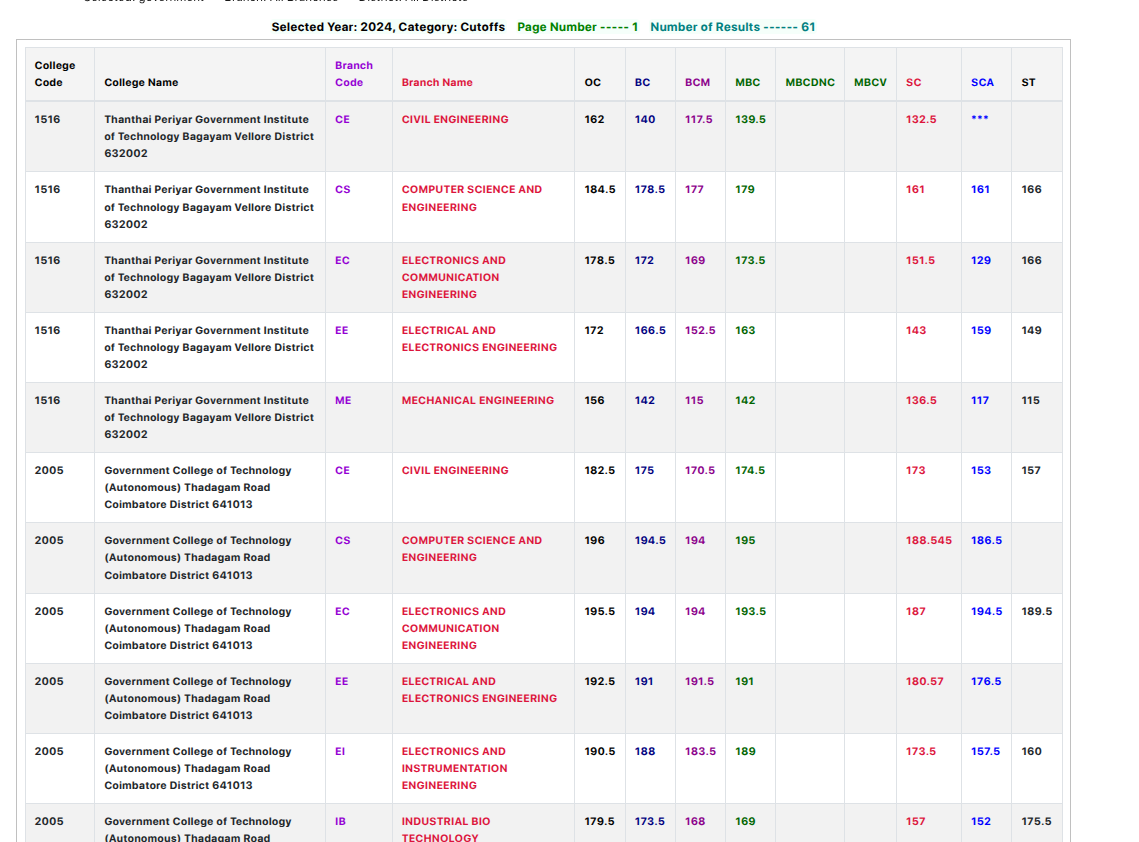 Selected Year: 2024, Category: Cutoffs Page Number ----- 1 Number of Results ------ 61
College Code College Name Branch Code Branch Name OC BC BCM MBC MBCDNC MBCV SC SCA ST
1516 Thanthai Periyar Government Institute of Technology Bagayam Vellore District 632002 CE CIVIL ENGINEERING 162 140 117.5 139.5 132.5 ***
1516 Thanthai Periyar Government Institute of Technology Bagayam Vellore District 632002 CS COMPUTER SCIENCE AND ENGINEERING 184.5 178.5 177 179 161 161 166
1516 Thanthai Periyar Government Institute of Technology Bagayam Vellore District 632002 EC ELECTRONICS AND COMMUNICATION ENGINEERING 178.5 172 169 173.5 151.5 129 166
1516 Thanthai Periyar Government Institute of Technology Bagayam Vellore District 632002 EE ELECTRICAL AND ELECTRONICS ENGINEERING 172 166.5 152.5 163 143 159 149
1516 Thanthai Periyar Government Institute of Technology Bagayam Vellore District 632002 ME MECHANICAL ENGINEERING 156 142 115 142 136.5 117 115
2005 Government College of Technology (Autonomous) Thadagam Road Coimbatore District 641013 CE CIVIL ENGINEERING 182.5 175 170.5 174.5 173 153 157
2005 Government College of Technology (Autonomous) Thadagam Road Coimbatore District 641013 CS COMPUTER SCIENCE AND ENGINEERING 196 194.5 194 195 188.545 186.5
2005 Government College of Technology (Autonomous) Thadagam Road Coimbatore District 641013 EC ELECTRONICS AND COMMUNICATION ENGINEERING 195.5 194 194 193.5 187 194.5 189.5
2005 Government College of Technology (Autonomous) Thadagam Road Coimbatore District 641013 EE ELECTRICAL AND ELECTRONICS ENGINEERING 192.5 191 191.5 191 180.57 176.5
2005 Government College of Technology (Autonomous) Thadagam Road Coimbatore District 641013 EI ELECTRONICS AND INSTRUMENTATION ENGINEERING 190.5 188 183.5 189 173.5 157.5 160
2005 Government College of Technology (Autonomous) Thadagam Road IB INDUSTRIAL BIO TECHNOLOGY 179.5 173.5 168 169 157 152 175.5